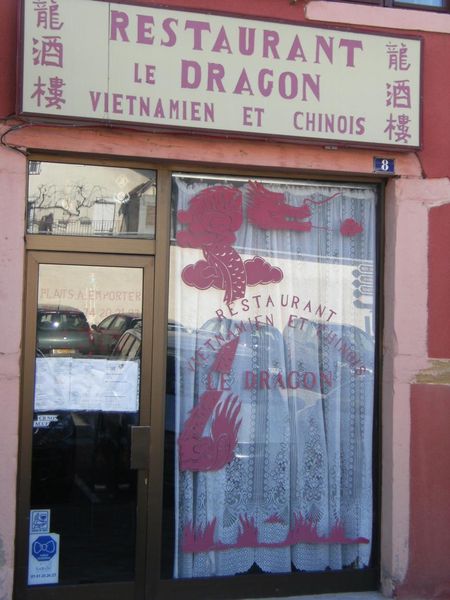 龍酒樓
RESTAURANT
LE DRAGON
VIETNAMIEN ET CHINOIS
龍酒樓
8
PLATS A EMPORTER
RESTAURANT
VIETNAMIEN ET CHINOIS
LE DRAGON